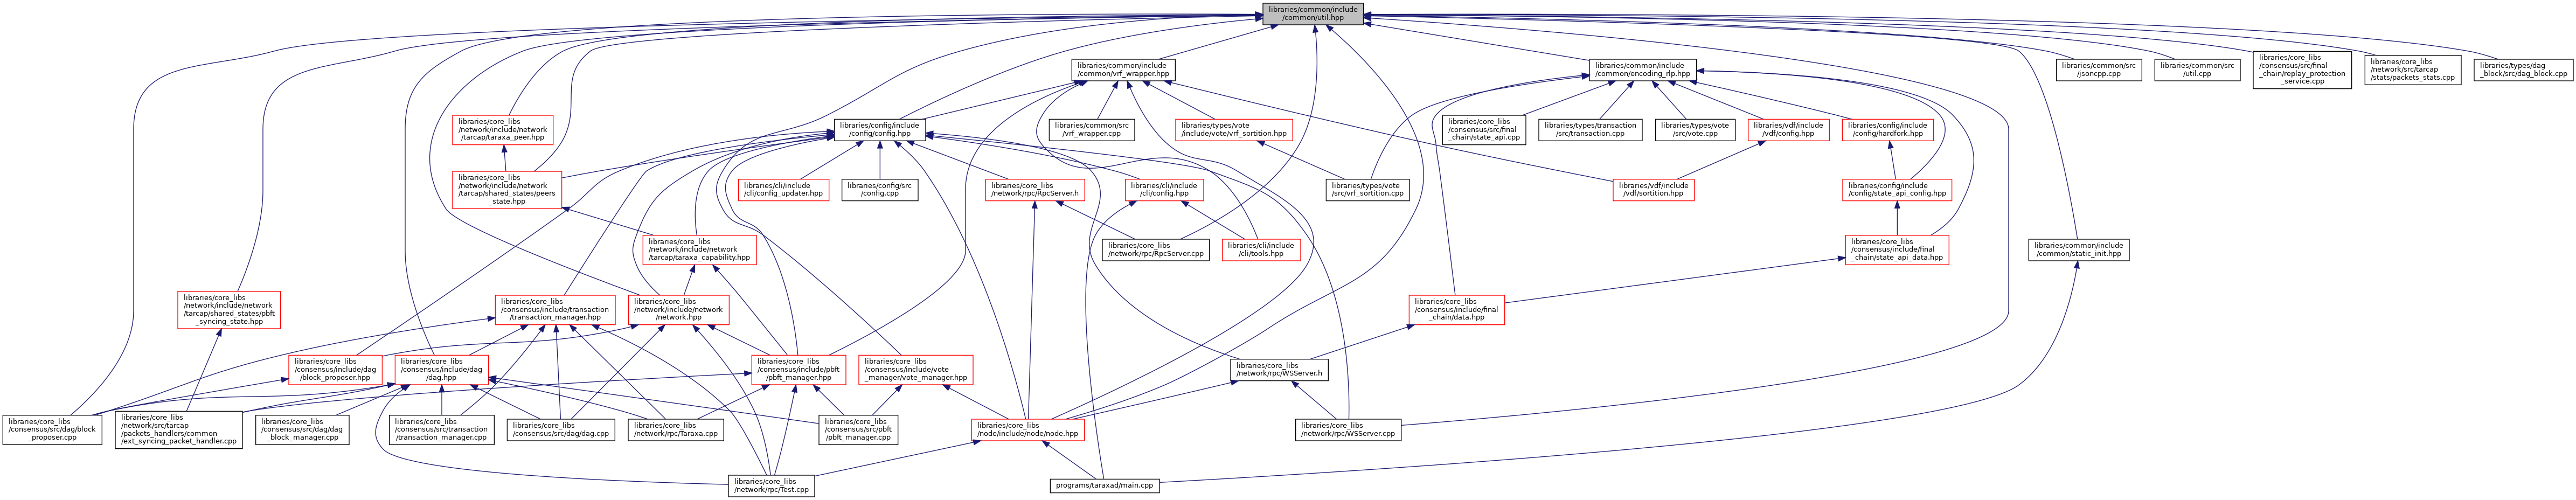 libraries/common/include
/common/util.hpp
libraries/common/include
/common/vrf_wrapper.hpp
libraries/common/include
/common/encoding_rlp.hpp
libraries/common/src
/jsoncpp.cpp
libraries/common/src
/util.cpp
libraries/core_libs
/consensus/src/final
_chain/replay_protection
_service.cpp
libraries/core_libs
/network/src/tarcap
/stats/packets_stats.cpp
libraries/types/dag
_block/src/dag_block.cpp
libraries/core_libs
/network/include/network
/tarcap/taraxa_peer.hpp
libraries/config/include
/config/config.hpp
libraries/common/src
/vrf_wrapper.cpp
libraries/types/vote
/include/vote/vrf_sortition.hpp
libraries/core_libs
/consensus/src/final
_chain/state_api.cpp
libraries/types/transaction
/src/transaction.cpp
libraries/types/vote
/src/vote.cpp
libraries/vdf/include
/vdf/config.hpp
libraries/config/include
/config/hardfork.hpp
libraries/core_libs
/network/include/network
/tarcap/shared_states/peers
_state.hpp
libraries/cli/include
/cli/config_updater.hpp
libraries/config/src
/config.cpp
libraries/core_libs
/network/rpc/RpcServer.h
libraries/cli/include
/cli/config.hpp
libraries/types/vote
/src/vrf_sortition.cpp
libraries/vdf/include
/vdf/sortition.hpp
libraries/config/include
/config/state_api_config.hpp
libraries/core_libs
/network/include/network
/tarcap/taraxa_capability.hpp
libraries/core_libs
/network/rpc/RpcServer.cpp
libraries/cli/include
/cli/tools.hpp
libraries/core_libs
/consensus/include/final
_chain/state_api_data.hpp
libraries/common/include
/common/static_init.hpp
libraries/core_libs
/network/include/network
/tarcap/shared_states/pbft
_syncing_state.hpp
libraries/core_libs
/consensus/include/transaction
/transaction_manager.hpp
libraries/core_libs
/network/include/network
/network.hpp
libraries/core_libs
/consensus/include/final
_chain/data.hpp
libraries/core_libs
/consensus/include/dag
/block_proposer.hpp
libraries/core_libs
/consensus/include/dag
/dag.hpp
libraries/core_libs
/consensus/include/pbft
/pbft_manager.hpp
libraries/core_libs
/consensus/include/vote
_manager/vote_manager.hpp
libraries/core_libs
/network/rpc/WSServer.h
libraries/core_libs
/consensus/src/dag/block
_proposer.cpp
libraries/core_libs
/network/src/tarcap
/packets_handlers/common
/ext_syncing_packet_handler.cpp
libraries/core_libs
/consensus/src/dag/dag
_block_manager.cpp
libraries/core_libs
/consensus/src/transaction
/transaction_manager.cpp
libraries/core_libs
/consensus/src/dag/dag.cpp
libraries/core_libs
/network/rpc/Taraxa.cpp
libraries/core_libs
/consensus/src/pbft
/pbft_manager.cpp
libraries/core_libs
/node/include/node/node.hpp
libraries/core_libs
/network/rpc/WSServer.cpp
libraries/core_libs
/network/rpc/Test.cpp
programs/taraxad/main.cpp